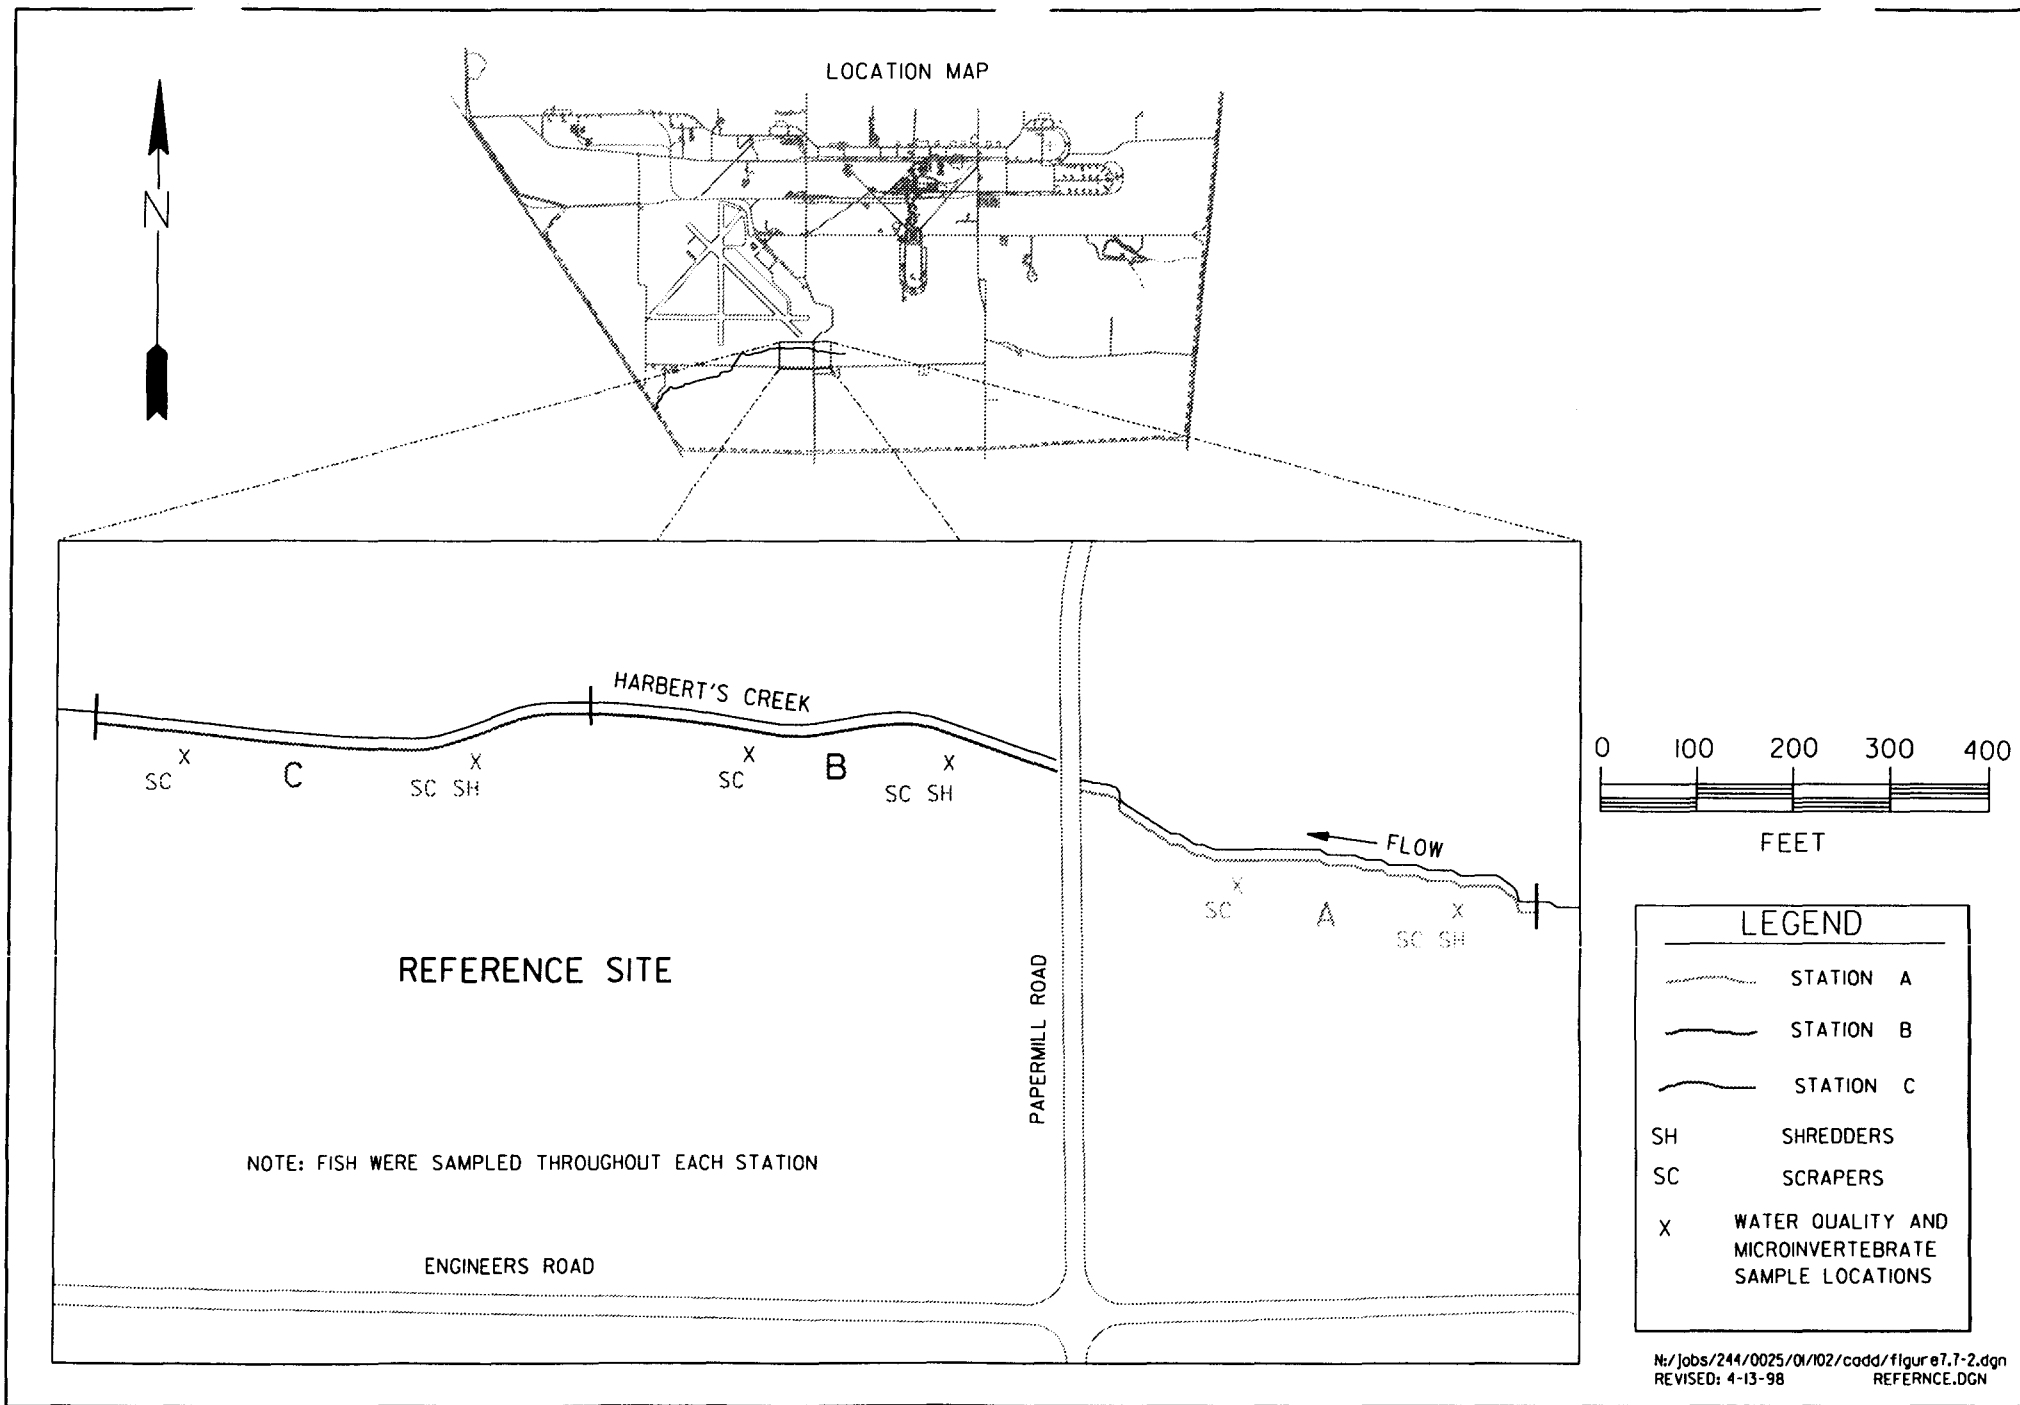 LOCATION MAP
N
HARBERT'S CREEK
X
SC
C
X
SC SH
X
SC
B
X
SC SH
FLOW
X
SC
A
X
SC SH
REFERENCE SITE
PAPERMILL ROAD
NOTE: FISH WERE SAMPLED THROUGHOUT EACH STATION
ENGINEERS ROAD
0 100 200 300 400
FEET
LEGEND
STATION A
STATION B
STATION C
SH SHREDDERS
SC SCRAPERS
X WATER QUALITY AND
MICROINVERTEBRATE
SAMPLE LOCATIONS
N:/jobs/244/0025/01/102/cadd/figure7.7-2.dgn
REVISED: 4-13-98 REFERNCE.DGN